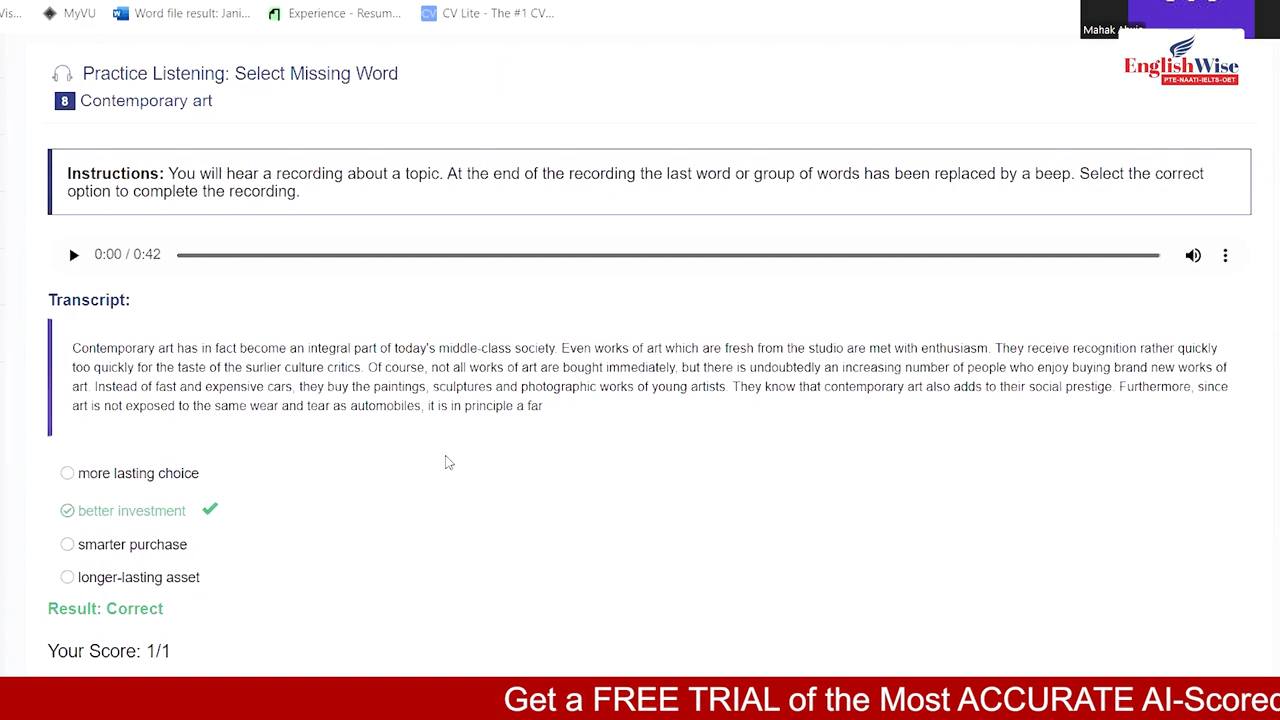 Vis...
MyVU
Word file result: Jani...
Experience - Resum...
CV Lite - The #1 CV...
Practice Listening: Select Missing Word
8 Contemporary art
EnglishWise
PTE-NAATI-IELTS-OET
Instructions: You will hear a recording about a topic. At the end of the recording the last word or group of words has been replaced by a beep. Select the correct
option to complete the recording.
0:00 / 0:42
Transcript:
Contemporary art has in fact become an integral part of today's middle-class society. Even works of art which are fresh from the studio are met with enthusiasm. They receive recognition rather quickly
too quickly for the taste of the surlier culture critics. Of course, not all works of art are bought immediately, but there is undoubtedly an increasing number of people who enjoy buying brand new works of
art. Instead of fast and expensive cars, they buy the paintings, sculptures and photographic works of young artists. They know that contemporary art also adds to their social prestige. Furthermore, since
art is not exposed to the same wear and tear as automobiles, it is in principle a far
more lasting choice
better investment
smarter purchase
longer-lasting asset
Result: Correct
Your Score: 1/1
Get a FREE TRIAL of the Most ACCURATE AI-Scored
Mahak